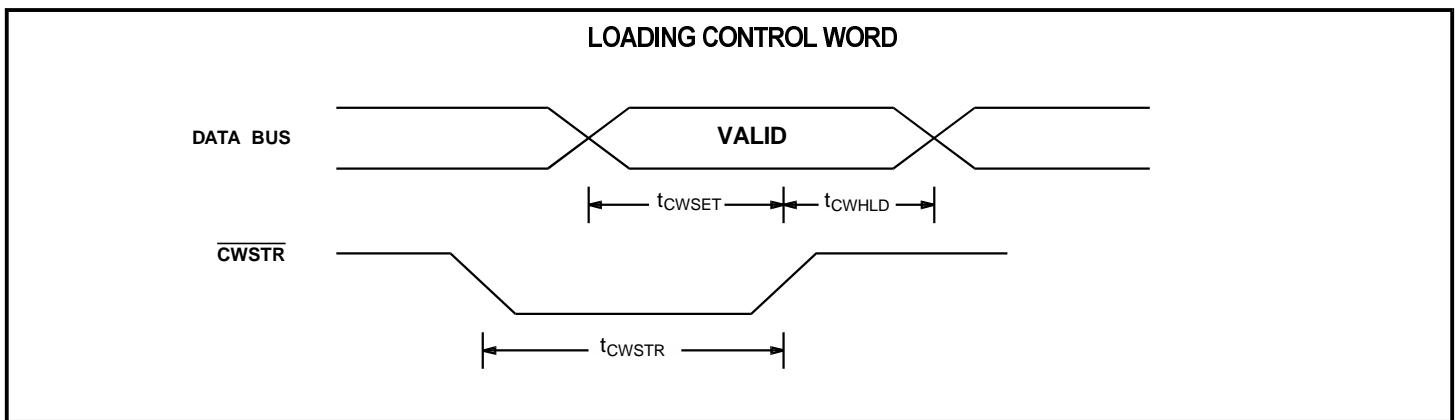 LOADING CONTROL WORD
DATA BUS
VALID
tCWSET
tCWHLD
CWSTR
tCWSTR